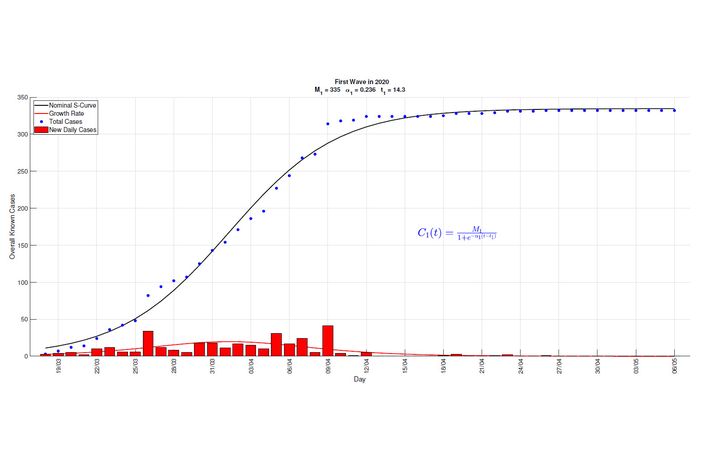 First Wave in 2020
M₁ = 335 α₁ = 0.236 t₁ = 14.3
350
300
250
200
150
100
50
0
Overall Known Cases
Nominal S-Curve
Growth Rate
Total Cases
New Daily Cases
C₁(t) = M₁ / 1+e^−α₁(t−t₁)
19/03 22/03 25/03 28/03 31/03 03/04 06/04 09/04 12/04 15/04 18/04 21/04 24/04 27/04 30/04 03/05 06/05
Day